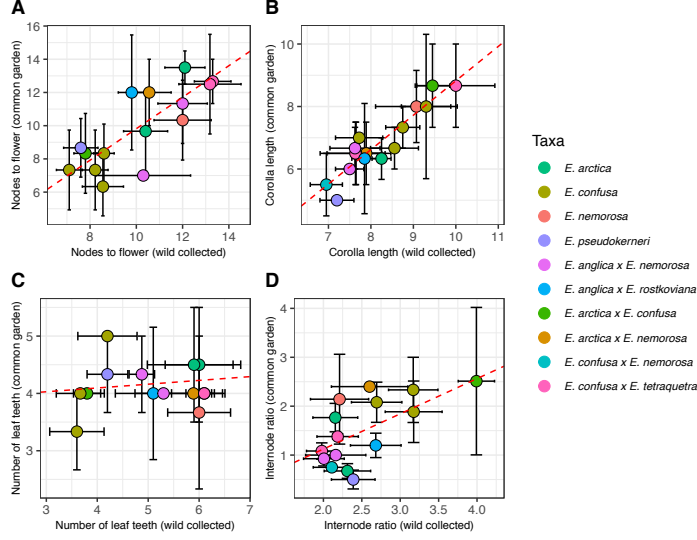 A
16
14
12
10
8
6
8
10
12
14
Nodes to flower (wild collected)
Nodes to flower (common garden)
B
10
8
6
7
8
9
10
11
Corolla length (wild collected)
Corolla length (common garden)
C
5
4
3
3
4
5
6
7
Number of leaf teeth (wild collected)
Number of leaf teeth (common garden)
D
4
3
2
1
2.0
2.5
3.0
3.5
4.0
Internode ratio (wild collected)
Internode ratio (common garden)
Taxa
E. arctica
E. confusa
E. nemorosa
E. pseudokerneri
E. anglica x E. nemorosa
E. anglica x E. rostkoviana
E. arctica x E. confusa
E. arctica x E. nemorosa
E. confusa x E. nemorosa
E. confusa x E. tetraquetra